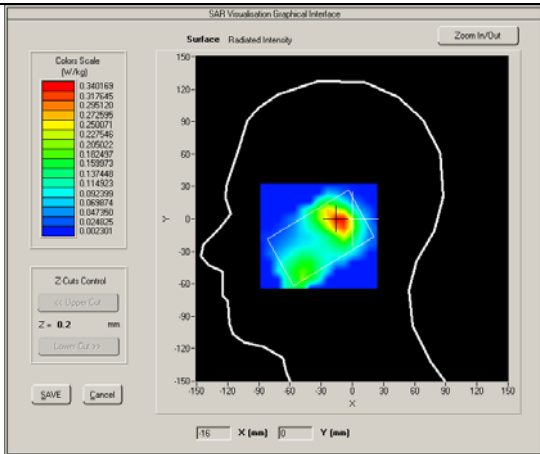 SAR Visualisation Graphical Interface
Surface Radiated Intensity
Zoom In/Out
Colors Scale
(W/kg)
0.340169
0.317645
0.295120
0.272595
0.250071
0.227546
0.205022
0.182497
0.159973
0.137448
0.114923
0.092399
0.069874
0.047350
0.024825
0.002301
150
120
90
60
30
0
-30
-60
-90
-120
-150
Y
-150 -120 -90 -60 -30 0 30 60 90 120 150
X
Z-Cuts Control
<< Upper Cut
Z = 0.2 mm
Lower Cut >>
SAVE Cancel
-16 X (mm) 0 Y (mm)